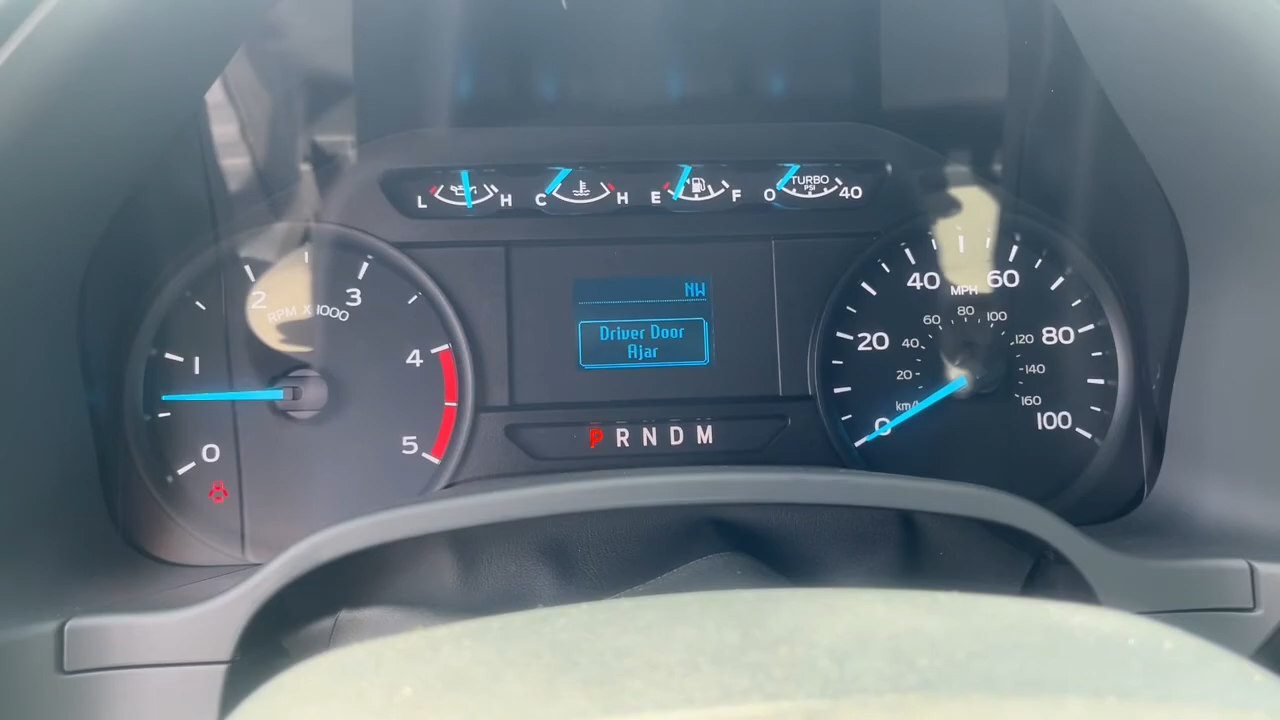 L H C H E F 0 TURBO 40
PSI
2 3
RPM X 1000
1 4
0 5
NW
Driver Door
Ajar
P R N D M
40 60
MPH
20 80
0 100
60 80 100
40 120
20 140
km/ 160